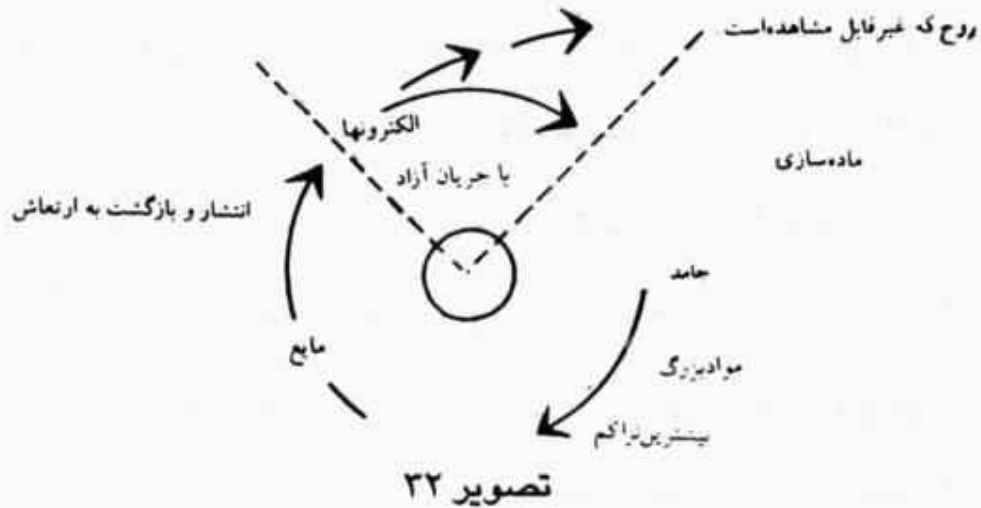 روح که غیرقابل مشاهده‌است
الکترونها
با جریان آزاد
ماده‌سازی
انتشار و بازگشت به ارتعاش
جامد
مایع
موادبزرگ
بیشترین‌تراکم
تصویر ۳۲